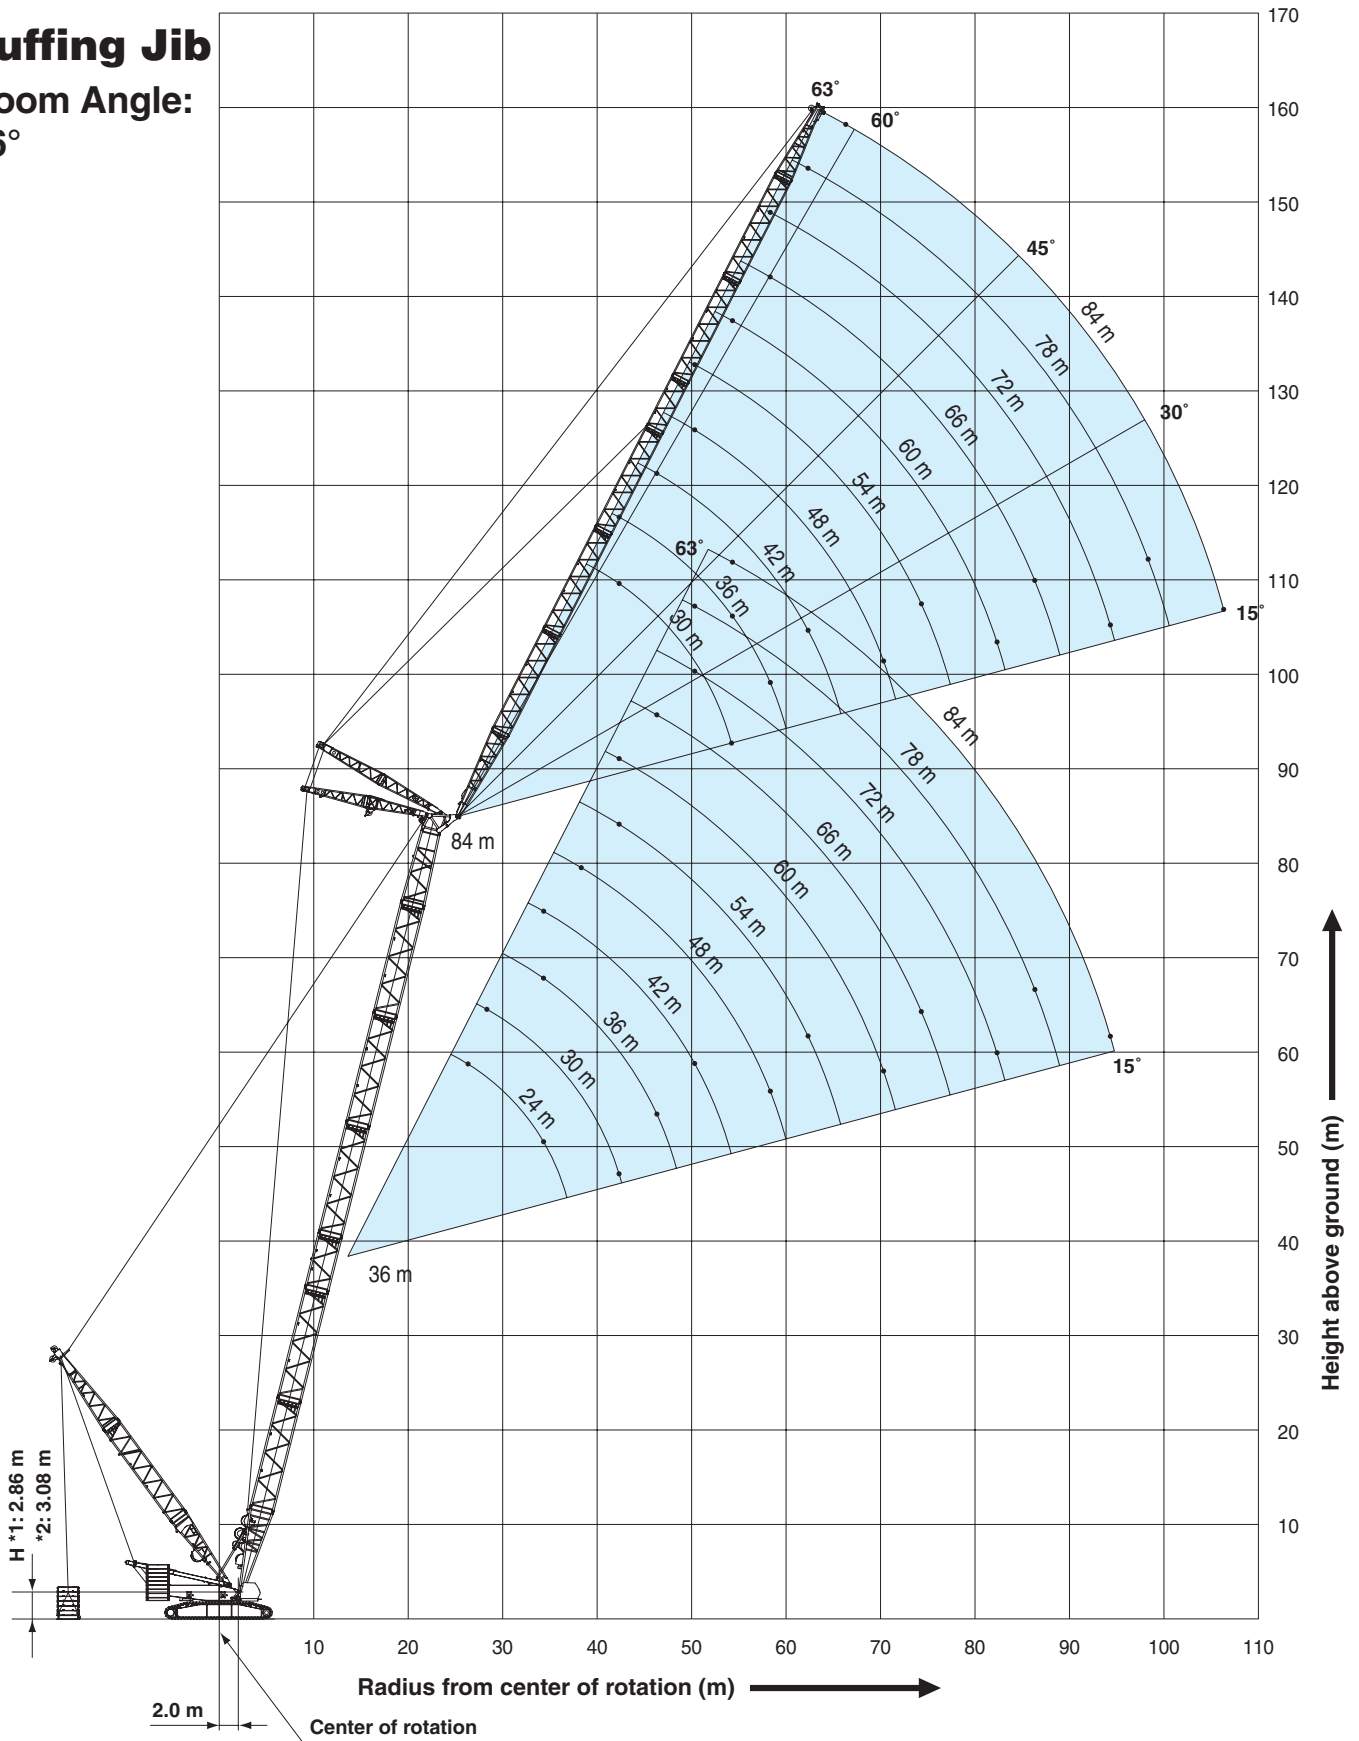 uffing Jib
oom Angle:
6°
170
160
150
140
130
120
110
100
90
80
70
60
50
40
30
20
10
63°
60°
45°
30°
15°
84 m
78 m
72 m
66 m
60 m
54 m
48 m
42 m
36 m
30 m
84 m
63°
84 m
78 m
72 m
66 m
60 m
54 m
48 m
42 m
36 m
30 m
24 m
15°
36 m
Height above ground (m)
H *1: 2.86 m
*2: 3.08 m
10 20 30 40 50 60 70 80 90 100 110
Radius from center of rotation (m)
2.0 m
Center of rotation